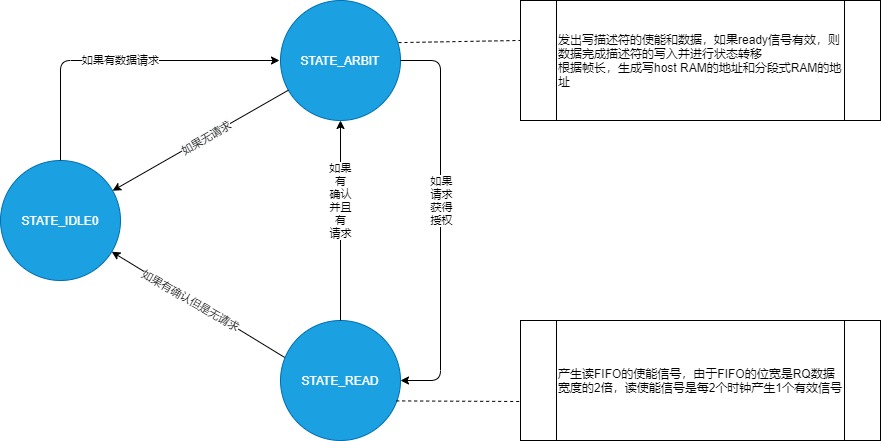 STATE_ARBIT
发出写描述符的使能和数据，如果ready信号有效，则
数据完成描述符的写入并进行状态转移
根据帧长，生成写host RAM的地址和分段式RAM的地
址
如果有数据请求
如果无请求
如果
有
确认
并且
有
请求
如果
请求
获得
授权
STATE_IDLE0
如果有确认但是无请求
STATE_READ
产生读FIFO的使能信号，由于FIFO的位宽是RQ数据
宽度的2倍，读使能信号是每2个时钟产生1个有效信号